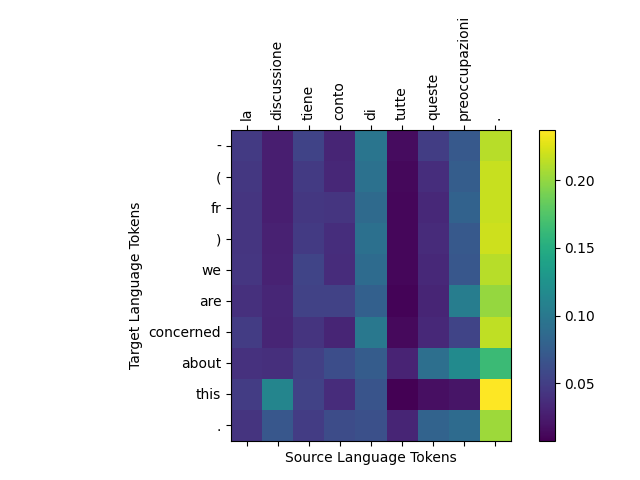 la discussione tiene conto di tutte queste preoccupazioni .
Target Language Tokens
-
(
fr
)
we
are
concerned
about
this
.
Source Language Tokens
0.20
0.15
0.10
0.05